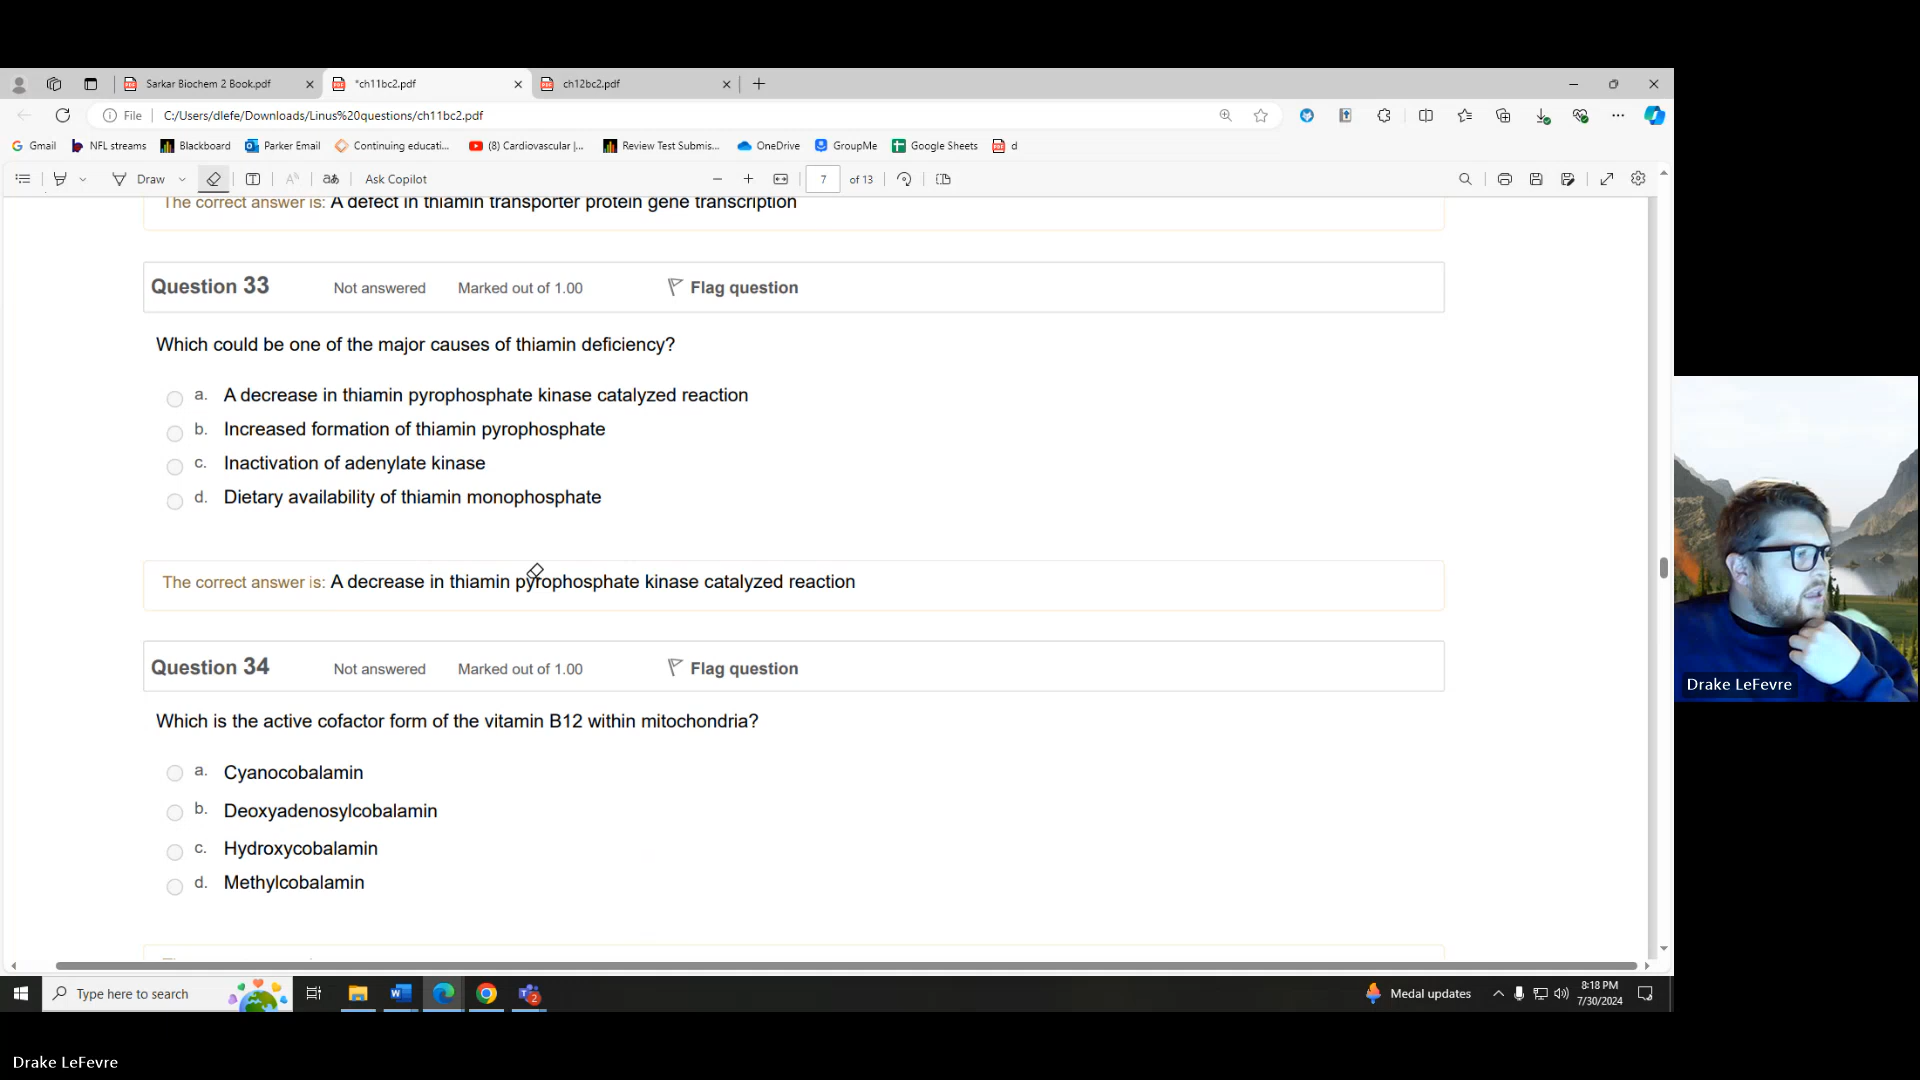 Sarkar Biochem 2 Book.pdf
*ch11bc2.pdf
ch12bc2.pdf
File
C:/Users/dlefe/Downloads/Linus%20questions/ch11bc2.pdf
Gmail
NFL streams
Blackboard
Parker Email
Continuing educati...
(8) Cardiovascular |...
Review Test Submis...
OneDrive
GroupMe
Google Sheets
d
Draw
Ask Copilot
7
of 13
The correct answer is: A defect in thiamin transporter protein gene transcription
Question 33 Not answered Marked out of 1.00 Flag question
Which could be one of the major causes of thiamin deficiency?
a. A decrease in thiamin pyrophosphate kinase catalyzed reaction
b. Increased formation of thiamin pyrophosphate
c. Inactivation of adenylate kinase
d. Dietary availability of thiamin monophosphate
The correct answer is: A decrease in thiamin pyrophosphate kinase catalyzed reaction
Question 34 Not answered Marked out of 1.00 Flag question
Which is the active cofactor form of the vitamin B12 within mitochondria?
a. Cyanocobalamin
b. Deoxyadenosylcobalamin
c. Hydroxycobalamin
d. Methylcobalamin
Drake LeFevre
Type here to search
2
Medal updates
8:18 PM
7/30/2024
Drake LeFevre